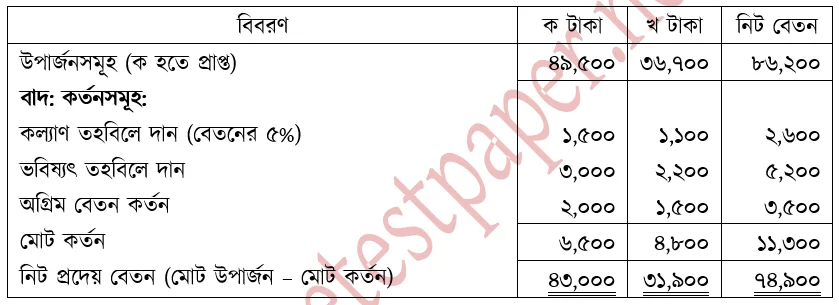 বিবরণ ক টাকা খ টাকা নিট বেতন
উপার্জনসমূহ (ক হতে প্রাপ্ত) ৪৯,৫০০ ৩৬,৭০০ ৮৬,২০০
বাদ: কর্তনসমূহ:
কল্যাণ তহবিলে দান (বেতনের ৫%) ১,৫০০ ১,১০০ ২,৬০০
ভবিষ্যৎ তহবিলে দান ৩,০০০ ২,২০০ ৫,২০০
অগ্রিম বেতন কর্তন ২,০০০ ১,৫০০ ৩,৫০০
মোট কর্তন ৬,৫০০ ৪,৮০০ ১১,৩০০
নিট প্রদেয় বেতন (মোট উপার্জন – মোট কর্তন) ৪৩,০০০ ৩১,৯০০ ৭৪,৯০০